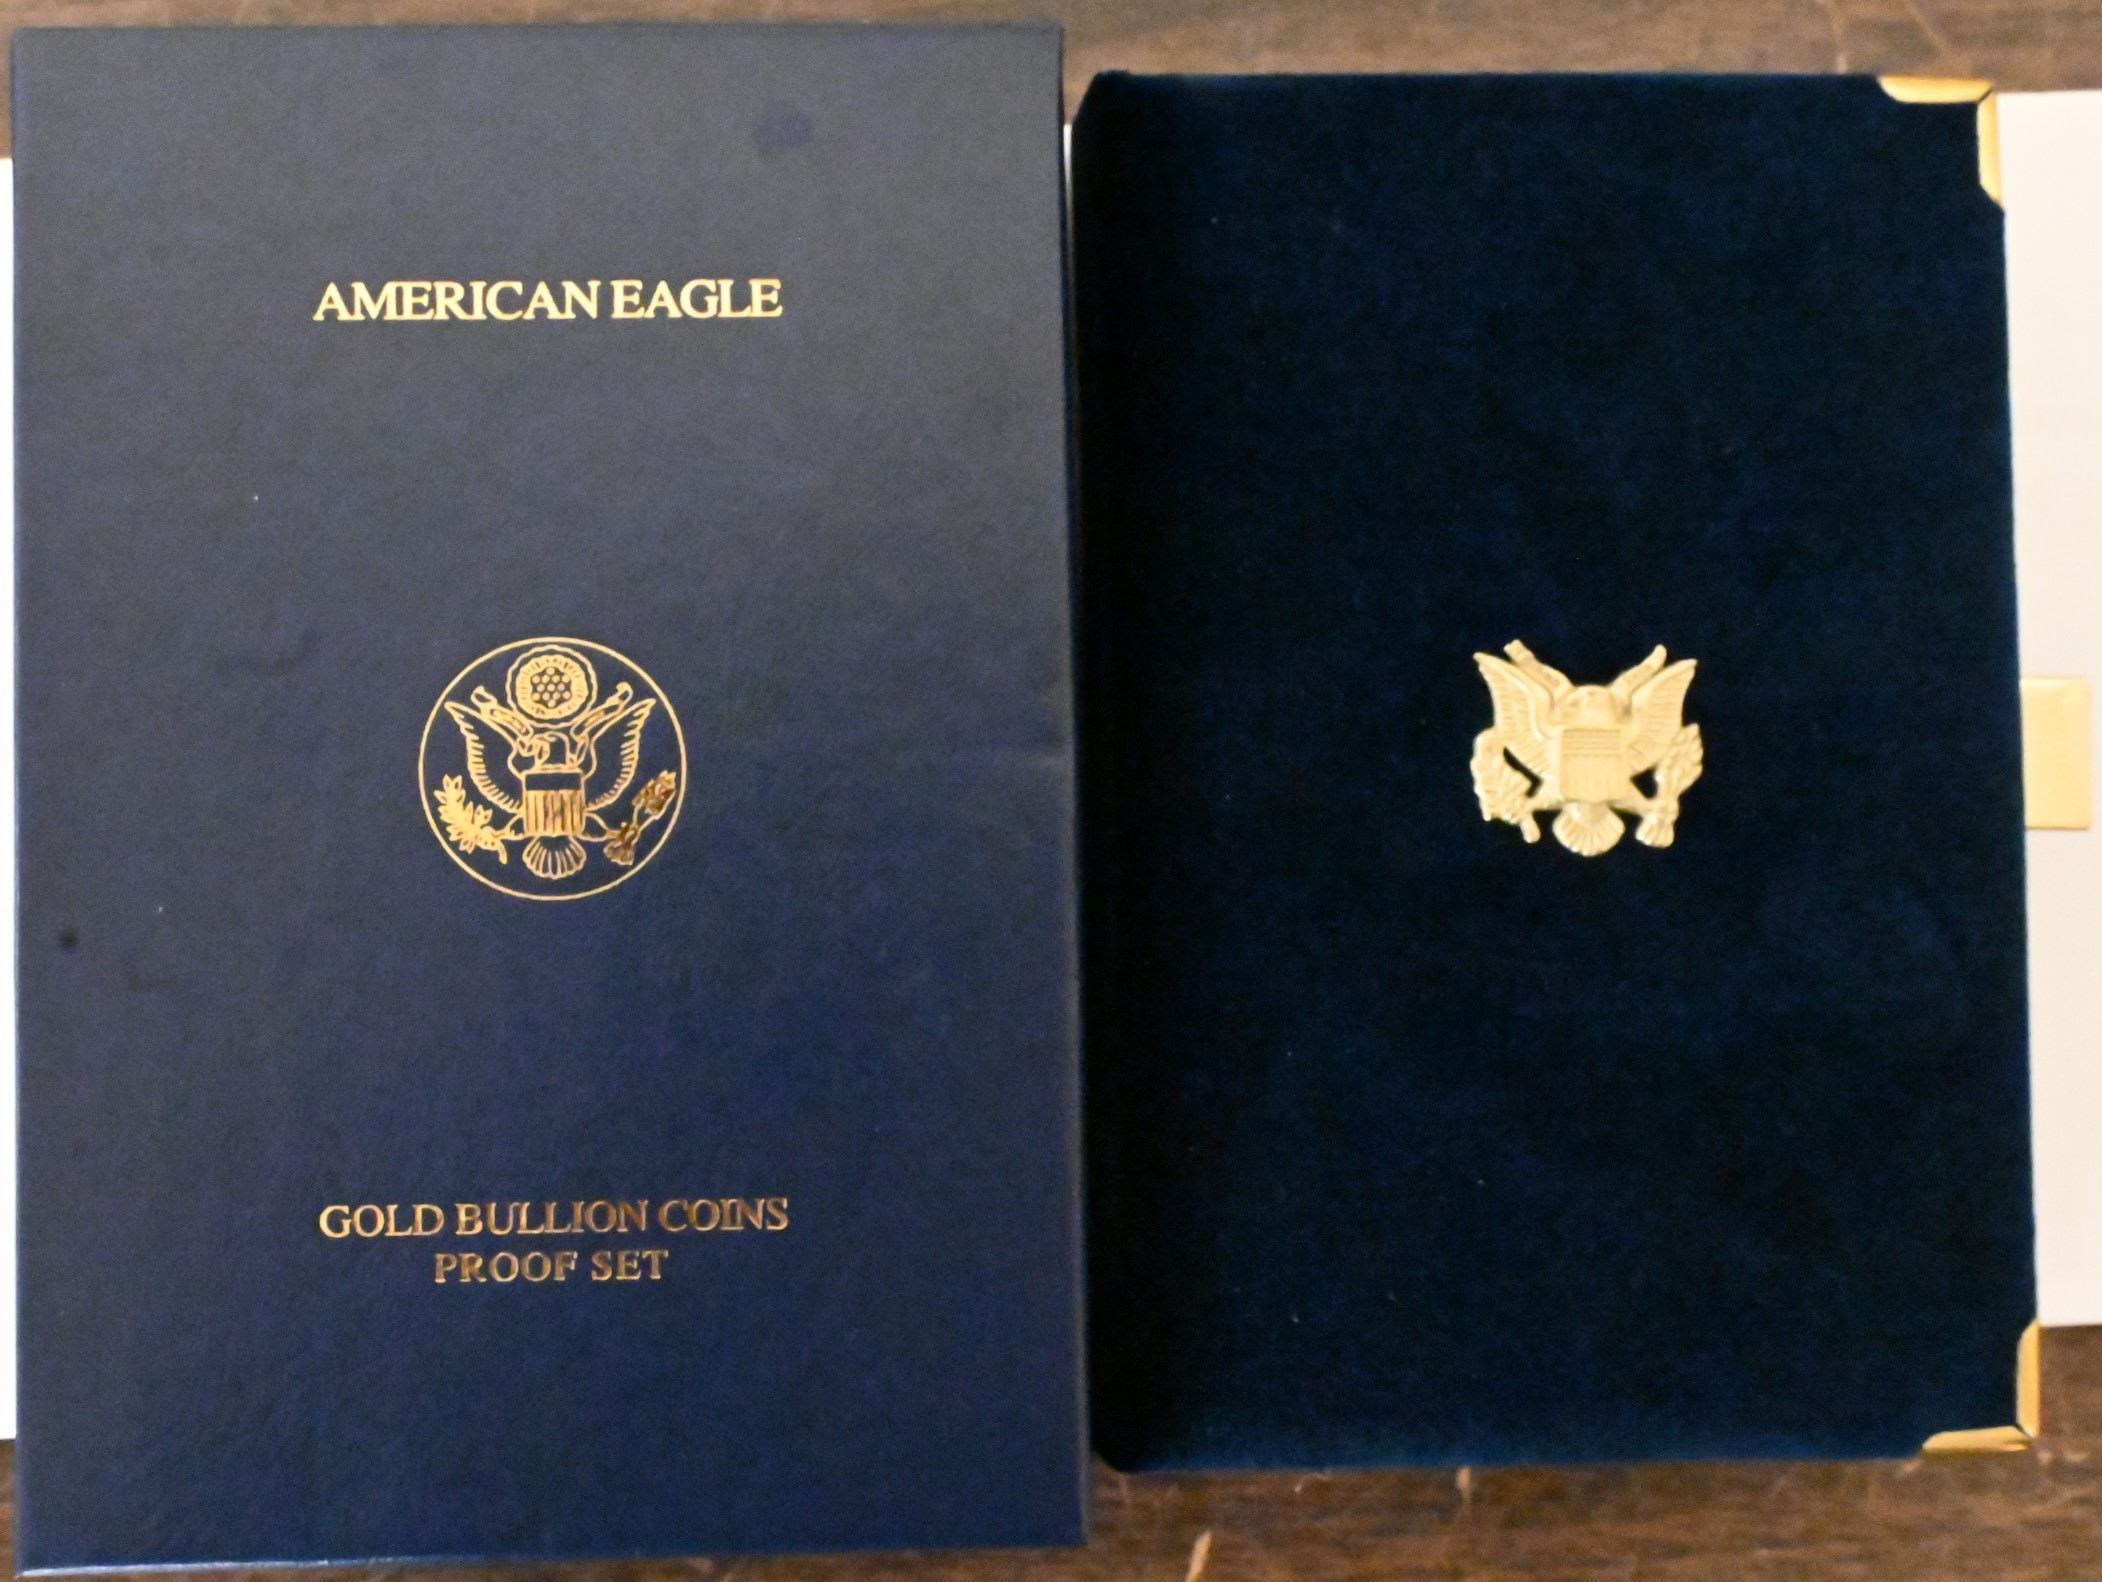 AMERICAN EAGLE
GOLD BULLION COINS
PROOF SET